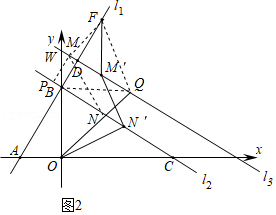 F l₁
y
W M
D M′
P B Q
N N′
A O C x
l₂ l₃
图2